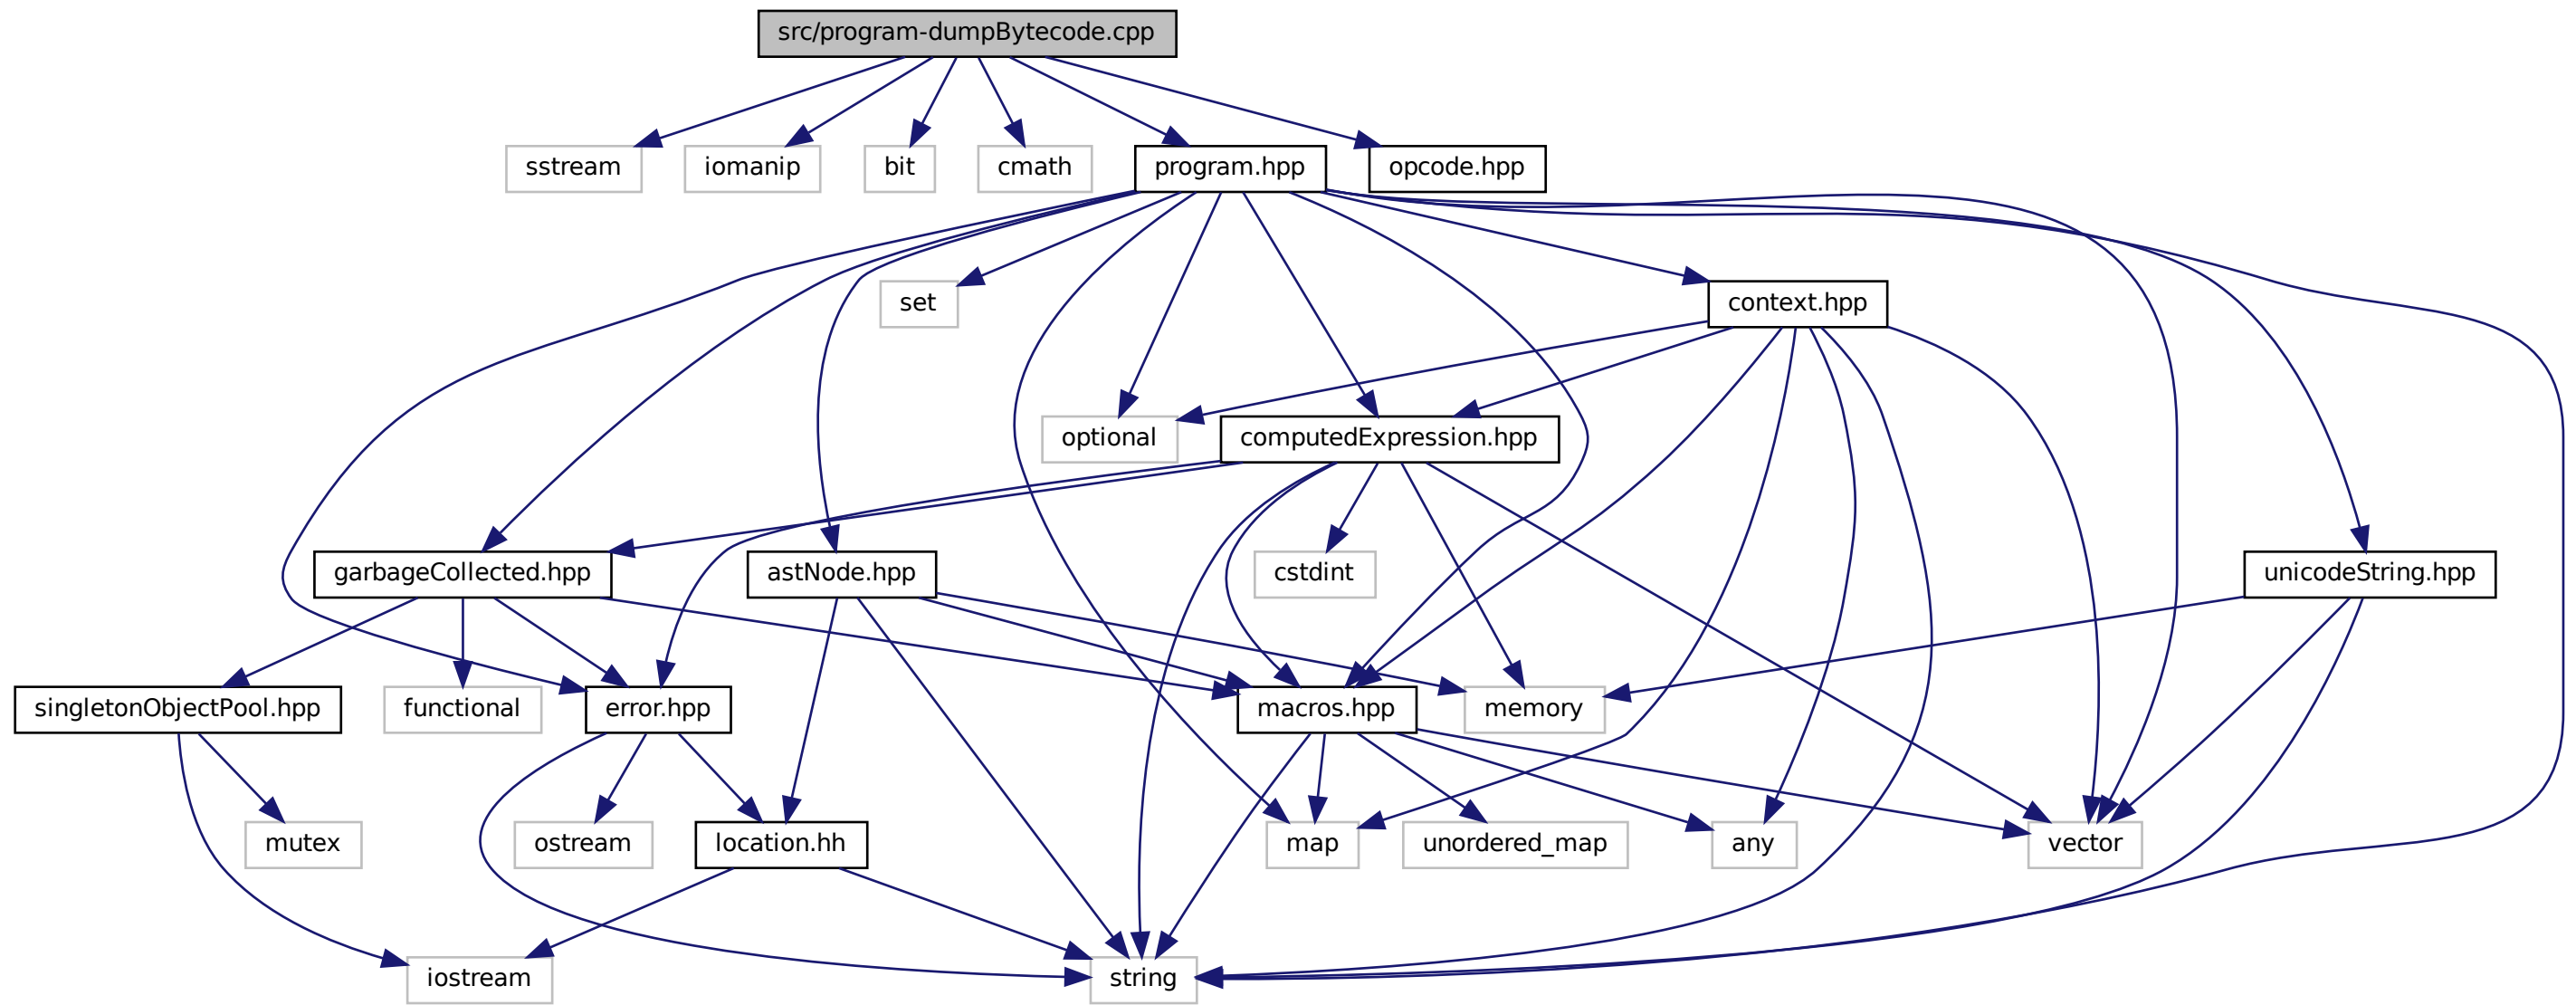 src/program-dumpBytecode.cpp
sstream
iomanip
bit
cmath
program.hpp
opcode.hpp
set
context.hpp
optional
computedExpression.hpp
garbageCollected.hpp
astNode.hpp
cstdint
unicodeString.hpp
singletonObjectPool.hpp
functional
error.hpp
macros.hpp
memory
mutex
ostream
location.hh
map
unordered_map
any
vector
iostream
string